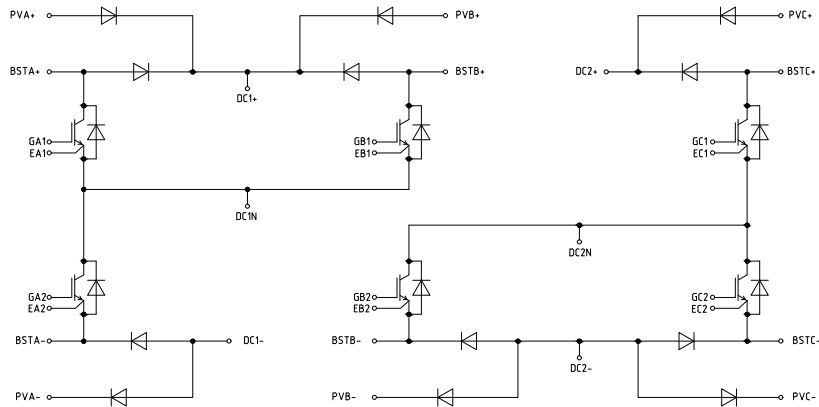 PVA+
PVB+
PVC+
BSTA+
DC1+
BSTB+
DC2+
BSTC+
GA1
EA1
GB1
EB1
GC1
EC1
DC1N
DC2N
GA2
EA2
GB2
EB2
GC2
EC2
BSTA-
DC1-
BSTB-
DC2-
BSTC-
PVA-
PVB-
PVC-